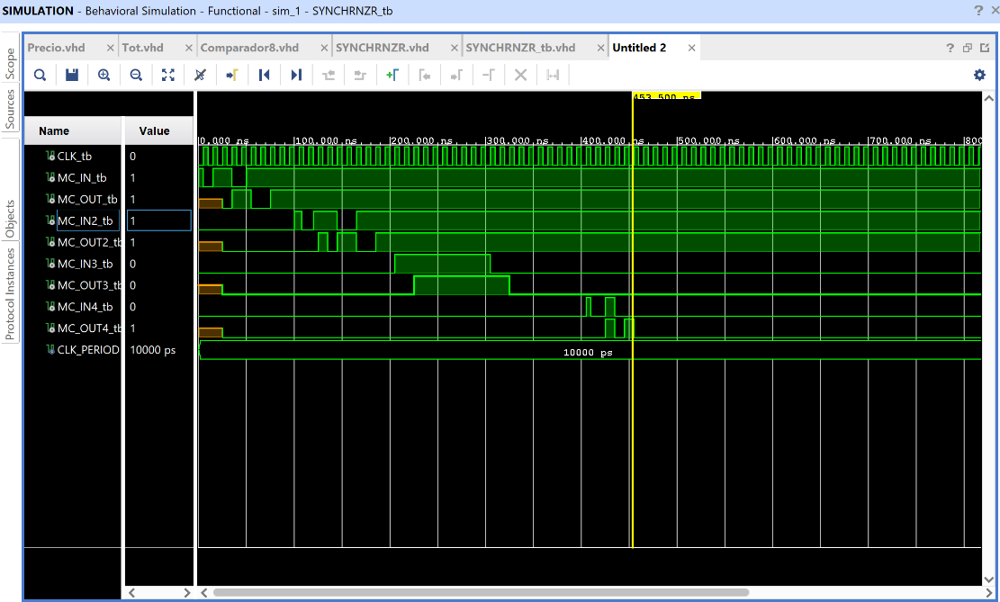 SIMULATION - Behavioral Simulation - Functional - sim_1 - SYNCHRNZR_tb
Scope
Sources
Objects
Protocol Instances
Precio.vhd
Tot.vhd
Comparador8.vhd
SYNCHRNZR.vhd
SYNCHRNZR_tb.vhd
Untitled 2
453.500 ns
Name Value
0.000 ns 100.000 ns 200.000 ns 300.000 ns 400.000 ns 500.000 ns 600.000 ns 700.000 ns 800
CLK_tb 0
MC_IN_tb 1
MC_OUT_tb 1
MC_IN2_tb 1
MC_OUT2_tb 1
MC_IN3_tb 0
MC_OUT3_tb 0
MC_IN4_tb 0
MC_OUT4_tb 1
CLK_PERIOD 10000 ps 10000 ps